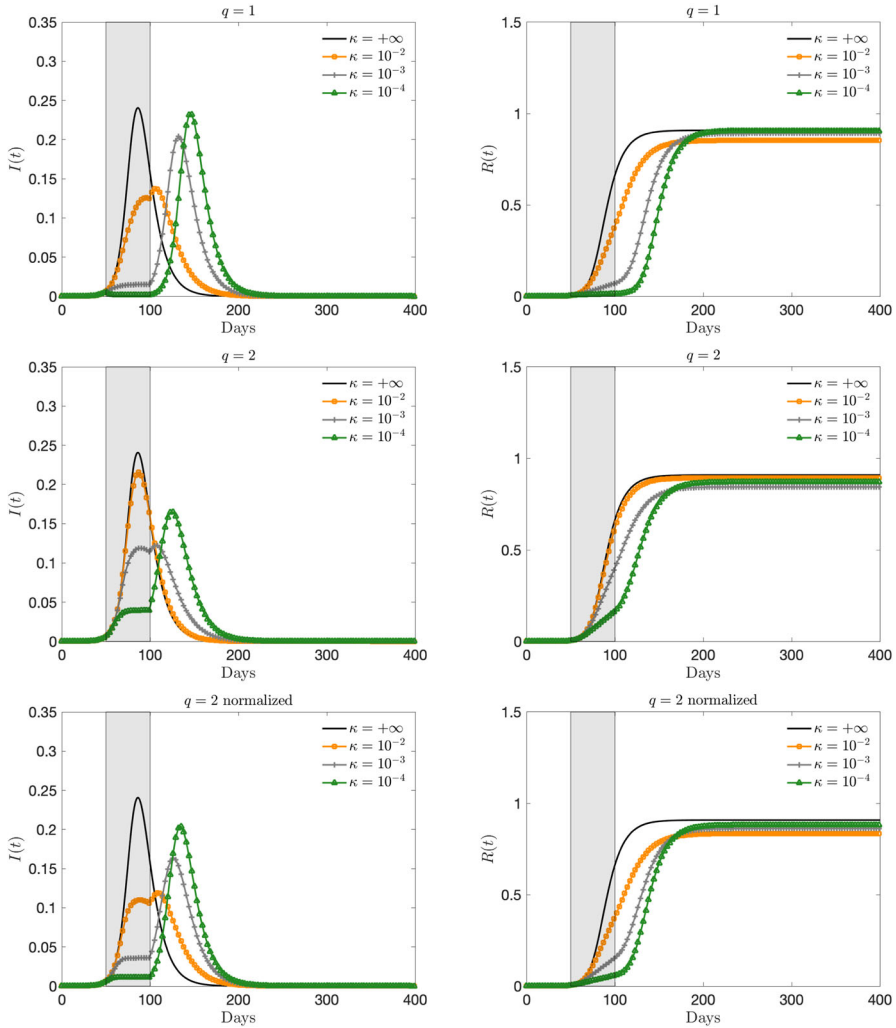 q = 1
0.35
0.3
0.25
0.2
0.15
0.1
0.05
0
I(t)
κ = +∞
κ = 10⁻²
κ = 10⁻³
κ = 10⁻⁴
0 100 200 300 400
Days
q = 1
1.5
1
0.5
0
R(t)
κ = +∞
κ = 10⁻²
κ = 10⁻³
κ = 10⁻⁴
0 100 200 300 400
Days
q = 2
0.35
0.3
0.25
0.2
0.15
0.1
0.05
0
I(t)
κ = +∞
κ = 10⁻²
κ = 10⁻³
κ = 10⁻⁴
0 100 200 300 400
Days
q = 2
1.5
1
0.5
0
R(t)
κ = +∞
κ = 10⁻²
κ = 10⁻³
κ = 10⁻⁴
0 100 200 300 400
Days
q = 2 normalized
0.35
0.3
0.25
0.2
0.15
0.1
0.05
0
I(t)
κ = +∞
κ = 10⁻²
κ = 10⁻³
κ = 10⁻⁴
0 100 200 300 400
Days
q = 2 normalized
1.5
1
0.5
0
R(t)
κ = +∞
κ = 10⁻²
κ = 10⁻³
κ = 10⁻⁴
0 100 200 300 400
Days